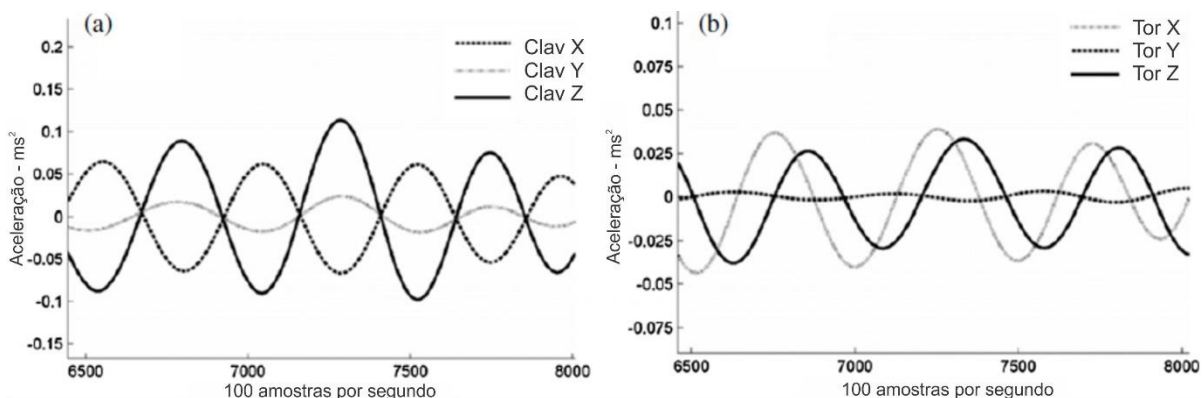 (a)
Clav X
Clav Y
Clav Z
Aceleração - ms²
0.2
0.15
0.1
0.05
0
-0.05
-0.1
-0.15
6500 7000 7500 8000
100 amostras por segundo
(b)
Tor X
Tor Y
Tor Z
Aceleração - ms²
0.1
0.075
0.05
0.025
0
-0.025
-0.05
-0.075
6500 7000 7500 8000
100 amostras por segundo